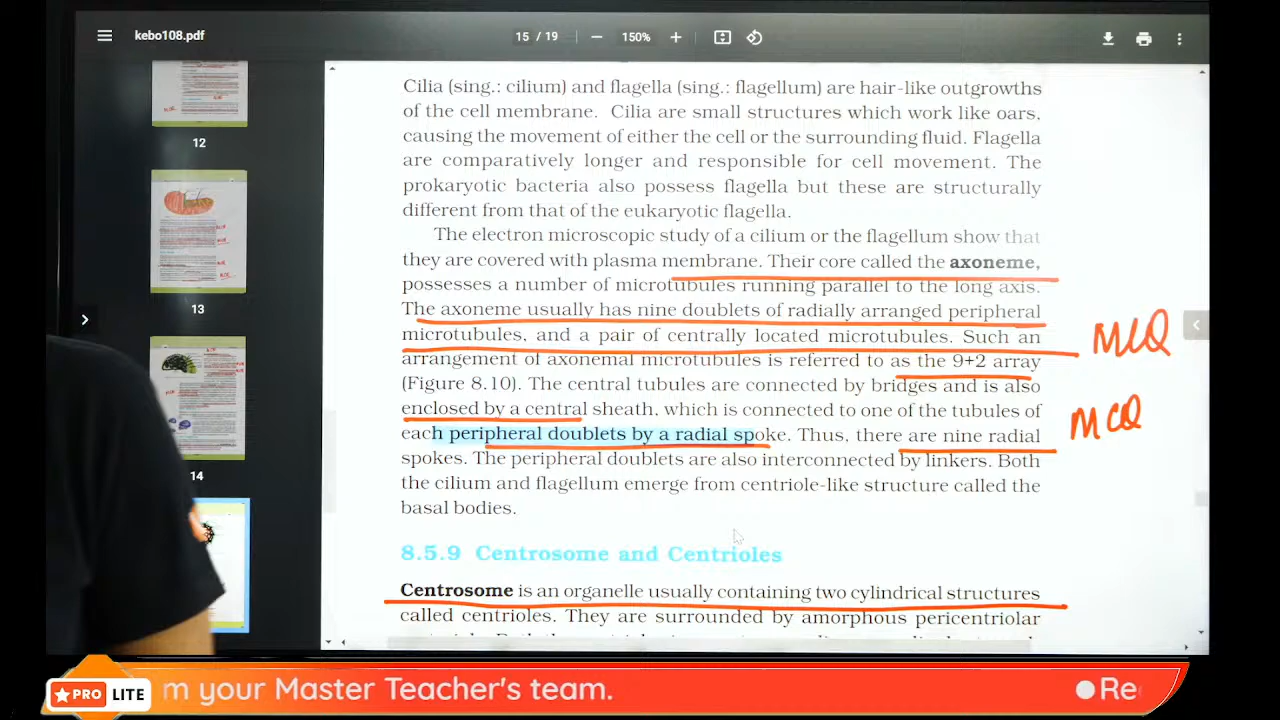 kebo108.pdf
15 / 19
150%
Cilia (sing.: cilium) and flagella (sing.: flagellum) are hair-like outgrowths
of the cell membrane. Cilia are small structures which work like oars,
causing the movement of either the cell or the surrounding fluid. Flagella
are comparatively longer and responsible for cell movement. The
prokaryotic bacteria also possess flagella but these are structurally
different from that of the eukaryotic flagella.
The electron microscopic study of a cilium or the flagellum show that
they are covered with plasma membrane. Their core called the axoneme,
possesses a number of microtubules running parallel to the long axis.
The axoneme usually has nine doublets of radially arranged peripheral
microtubules, and a pair of centrally located microtubules. Such an
arrangement of axonemal microtubules is referred to as the 9+2 array
MCQ
(Figure 8.10). The central tubules are connected by bridges and is also
enclosed by a central sheath, which is connected to one of the tubules of
each peripheral doublets by a radial spoke. Thus, there are nine radial
MCQ
spokes. The peripheral doublets are also interconnected by linkers. Both
the cilium and flagellum emerge from centriole-like structure called the
basal bodies.
8.5.9 Centrosome and Centrioles
Centrosome is an organelle usually containing two cylindrical structures
called centrioles. They are surrounded by amorphous pericentriolar
12
13
14
PRO LITE
m your Master Teacher's team.
Re